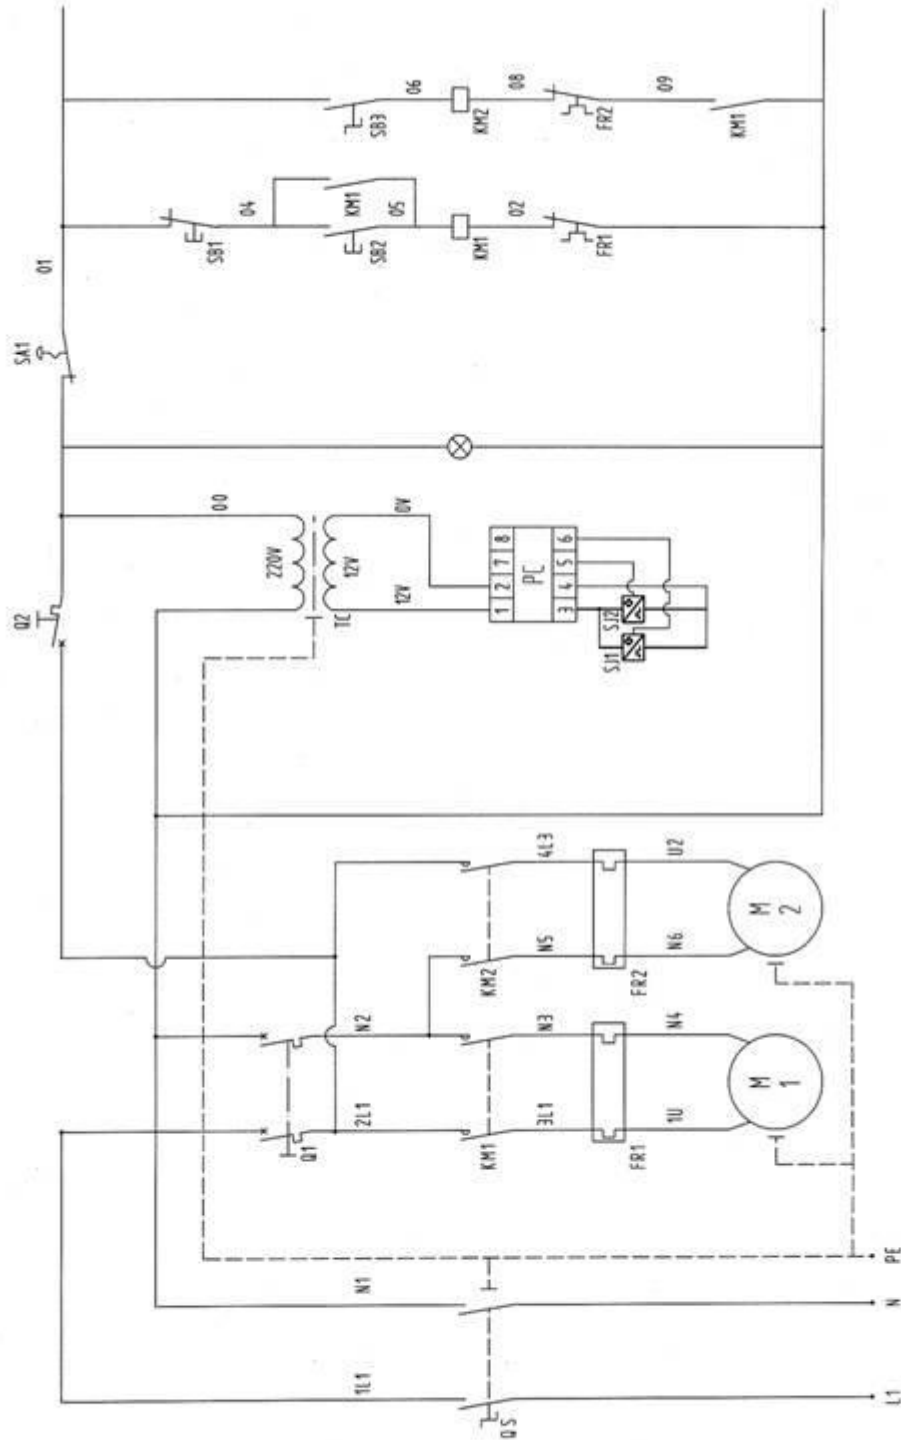 SA1
01
Q2
00
04
06
SB1
SB3
KM1
05
SB2
KM2
08
KM1
02
FR2
09
FR1
KM1
220V
12V
TC
12V
0V
1 2 7 8
PC
3 4 5 6
SJ1
SJ2
N2
2L1
Q1
4L3
N5
KM2
N3
3L1
KM1
U2
N6
FR2
N4
1U
FR1
M
2
M
1
N1
1L1
QS
PE
N
L1